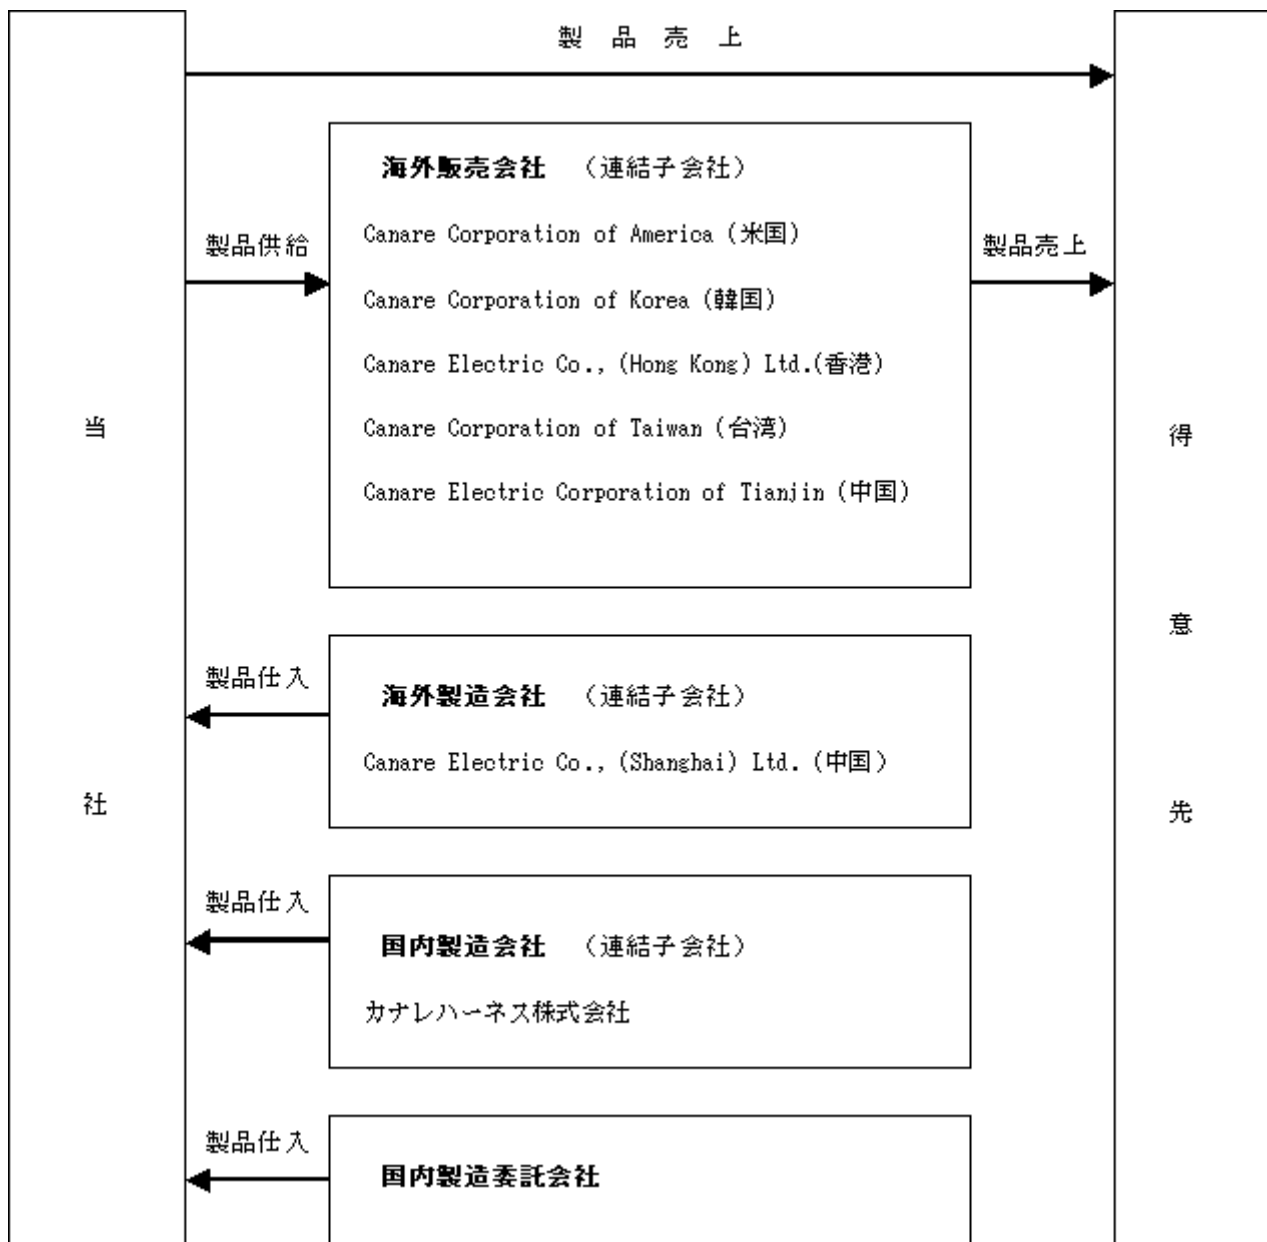 製品売上
海外販売会社 （連結子会社）
Canare Corporation of America (米国)
製品供給
製品売上
Canare Corporation of Korea (韓国)
Canare Electric Co., (Hong Kong) Ltd.(香港)
Canare Corporation of Taiwan (台湾)
Canare Electric Corporation of Tianjin (中国)
当社
得意先
製品仕入
海外製造会社 （連結子会社）
Canare Electric Co., (Shanghai) Ltd. (中国)
製品仕入
国内製造会社 （連結子会社）
カナレハーネス株式会社
製品仕入
国内製造委託会社